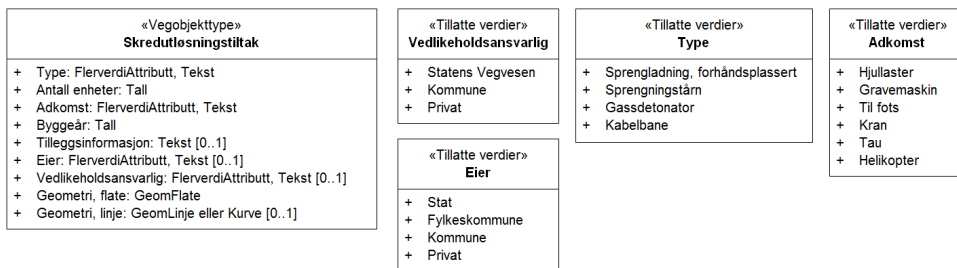 «Vegobjekttype»
Skredutløsningstiltak
+ Type: FlerverdiAttributt, Tekst
+ Antall enheter: Tall
+ Adkomst: FlerverdiAttributt, Tekst
+ Byggeår: Tall
+ Tilleggsinformasjon: Tekst [0..1]
+ Eier: FlerverdiAttributt, Tekst [0..1]
+ Vedlikeholdsansvarlig: FlerverdiAttributt, Tekst [0..1]
+ Geometri, flate: GeomFlate
+ Geometri, linje: GeomLinje eller Kurve [0..1]
«Tillatte verdier»
Vedlikeholdsansvarlig
+ Statens Vegvesen
+ Kommune
+ Privat
«Tillatte verdier»
Eier
+ Stat
+ Fylkeskommune
+ Kommune
+ Privat
«Tillatte verdier»
Type
+ Sprengladning, forhåndsplassert
+ Sprengningstårn
+ Gassdetonator
+ Kabelbane
«Tillatte verdier»
Adkomst
+ Hjullaster
+ Gravemaskin
+ Til fots
+ Kran
+ Tau
+ Helikopter